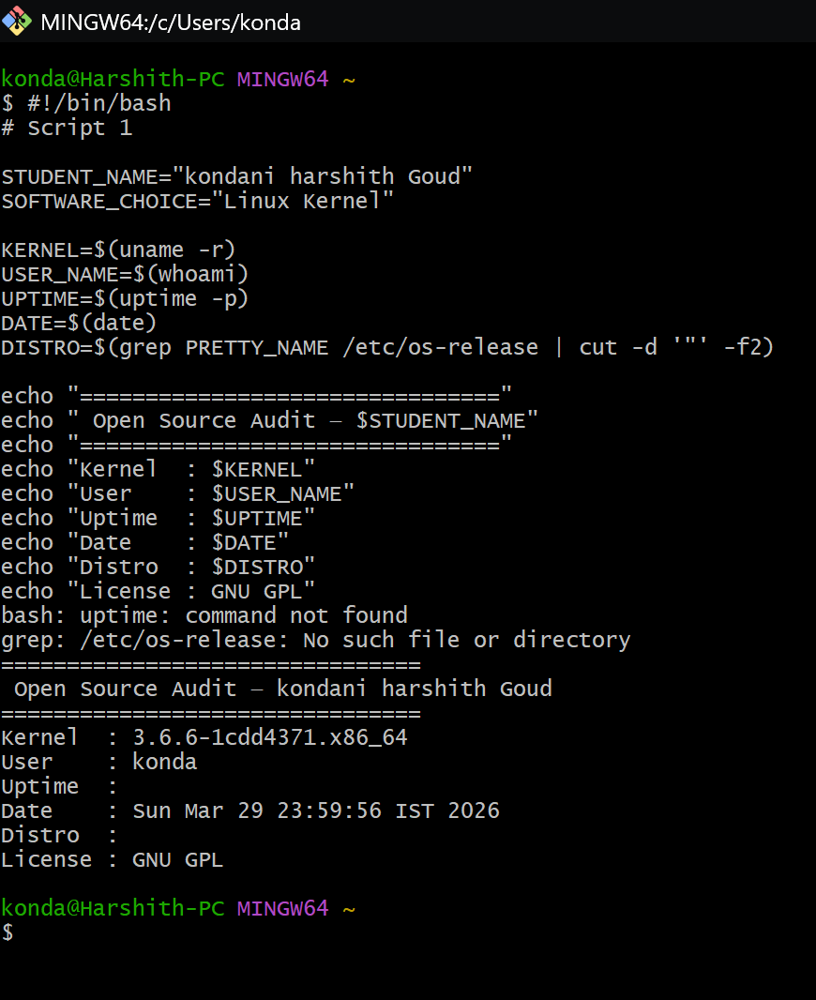 MINGW64:/c/Users/konda
konda@Harshith-PC MINGW64 ~
$ #!/bin/bash
# Script 1
STUDENT_NAME="kondani harshith Goud"
SOFTWARE_CHOICE="Linux Kernel"
KERNEL=$(uname -r)
USER_NAME=$(whoami)
UPTIME=$(uptime -p)
DATE=$(date)
DISTRO=$(grep PRETTY_NAME /etc/os-release | cut -d '"' -f2)
echo "================================"
echo " Open Source Audit – $STUDENT_NAME"
echo "================================"
echo "Kernel  : $KERNEL"
echo "User    : $USER_NAME"
echo "Uptime  : $UPTIME"
echo "Date    : $DATE"
echo "Distro  : $DISTRO"
echo "License : GNU GPL"
bash: uptime: command not found
grep: /etc/os-release: No such file or directory
================================
 Open Source Audit – kondani harshith Goud
================================
Kernel  : 3.6.6-1cdd4371.x86_64
User    : konda
Uptime  :
Date    : Sun Mar 29 23:59:56 IST 2026
Distro  :
License : GNU GPL
konda@Harshith-PC MINGW64 ~
$